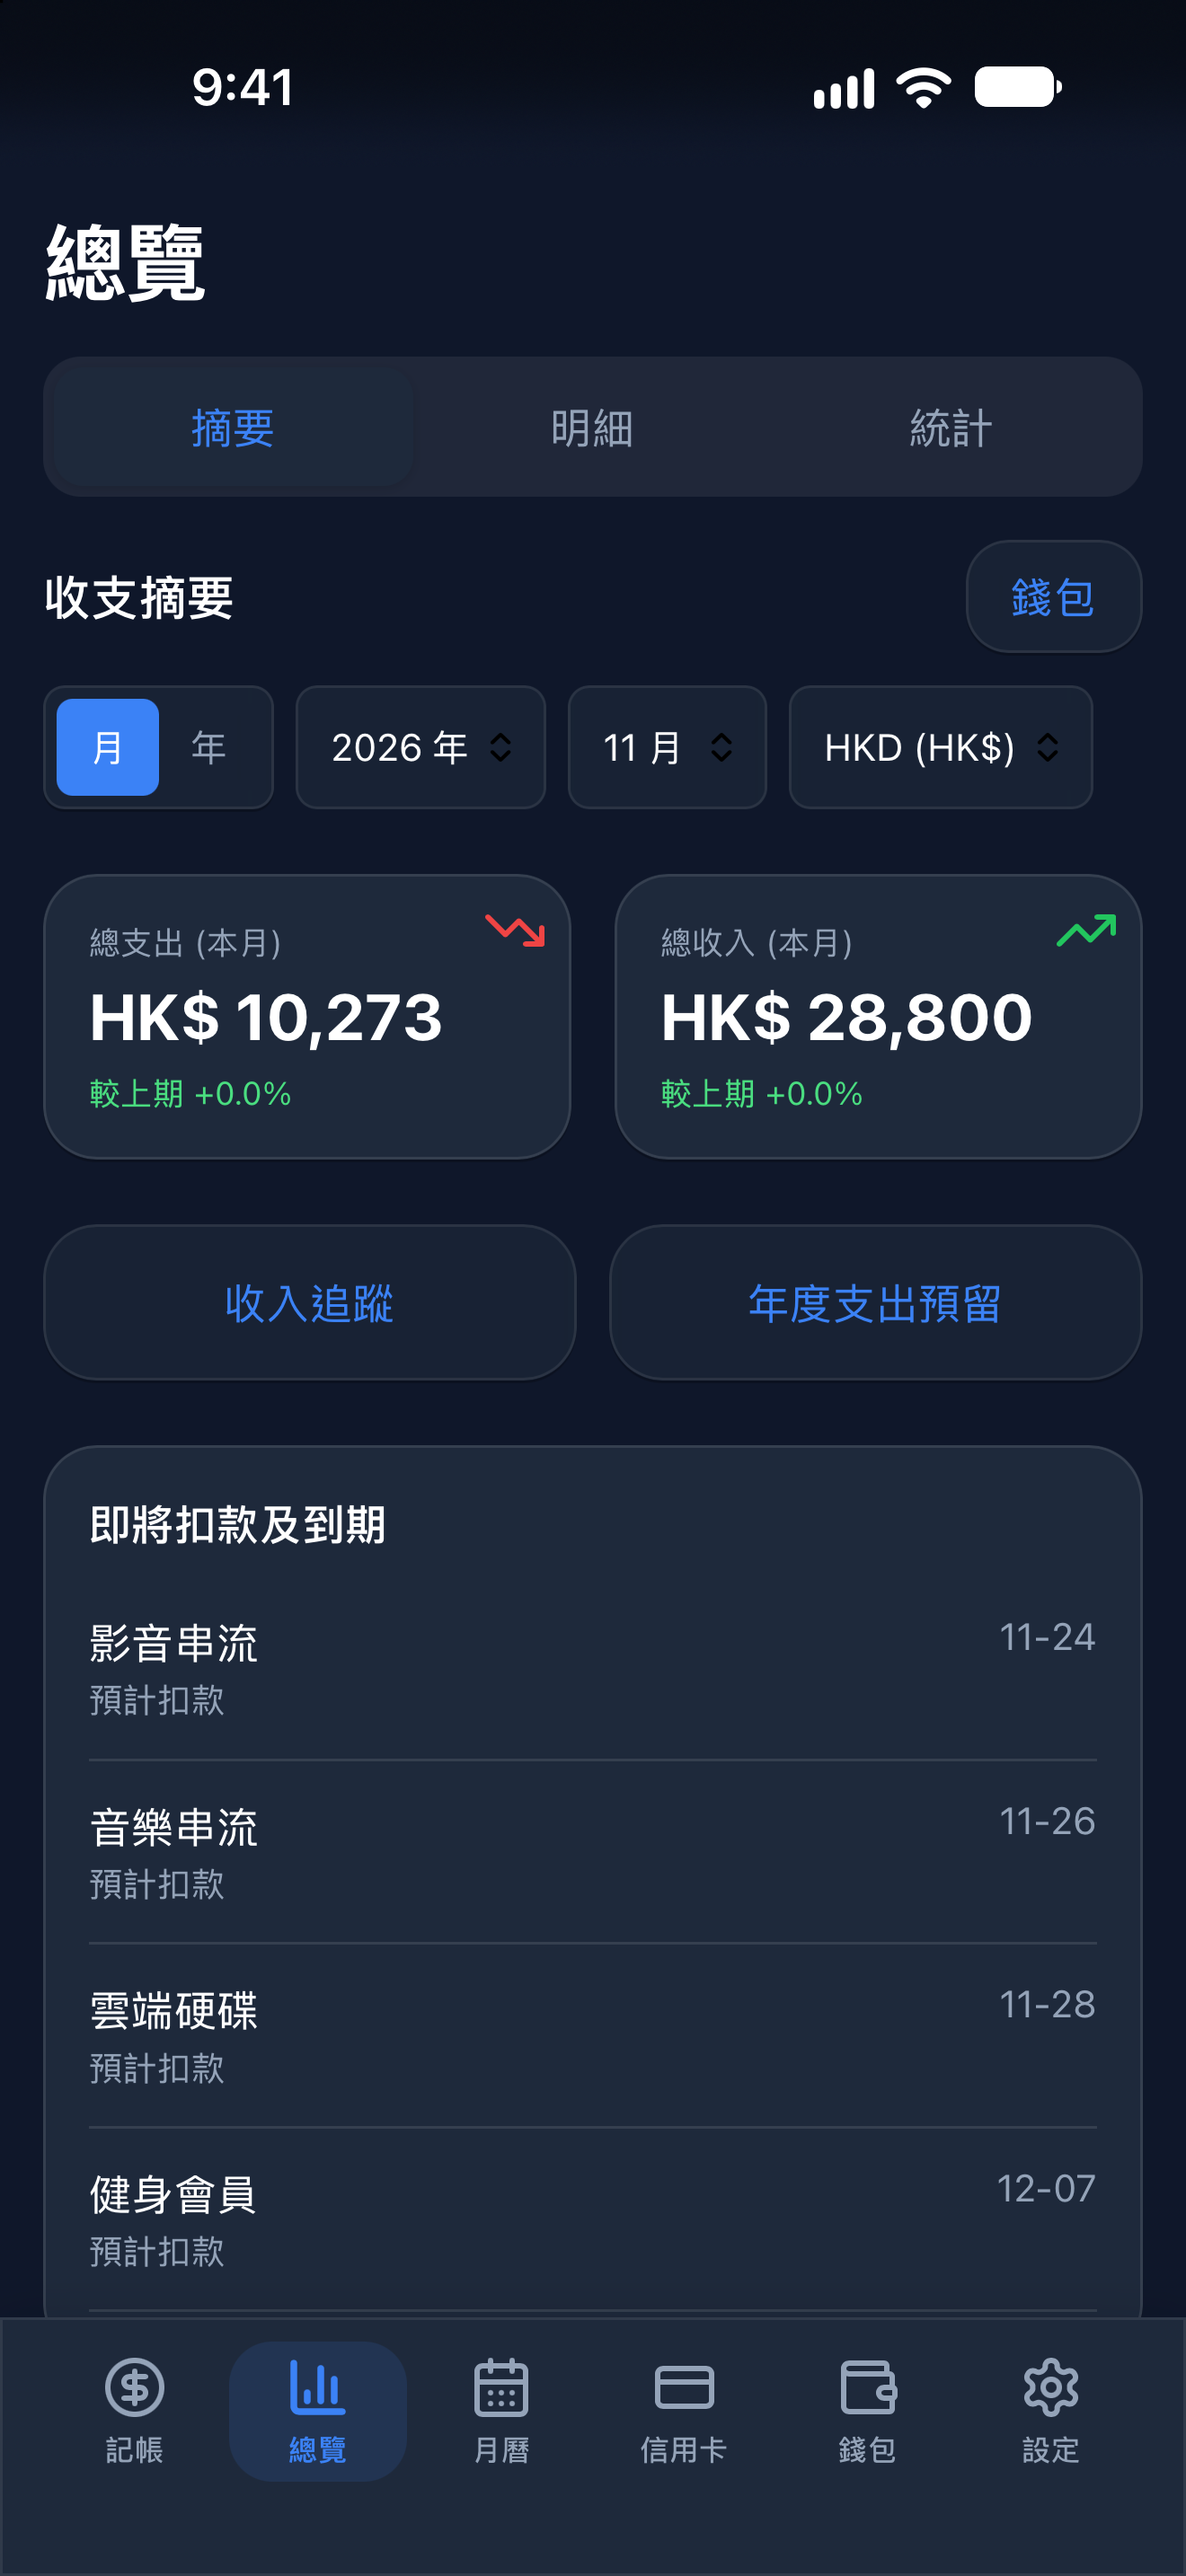 9:41
總覽
摘要 明細 統計
收支摘要 錢包
月 年 2026 年 11 月 HKD (HK$)
總支出 (本月) 總收入 (本月)
HK$ 10,273 HK$ 28,800
較上期 +0.0% 較上期 +0.0%
收入追蹤 年度支出預留
即將扣款及到期
影音串流 11-24
預計扣款
音樂串流 11-26
預計扣款
雲端硬碟 11-28
預計扣款
健身會員 12-07
預計扣款
記帳 總覽 月曆 信用卡 錢包 設定